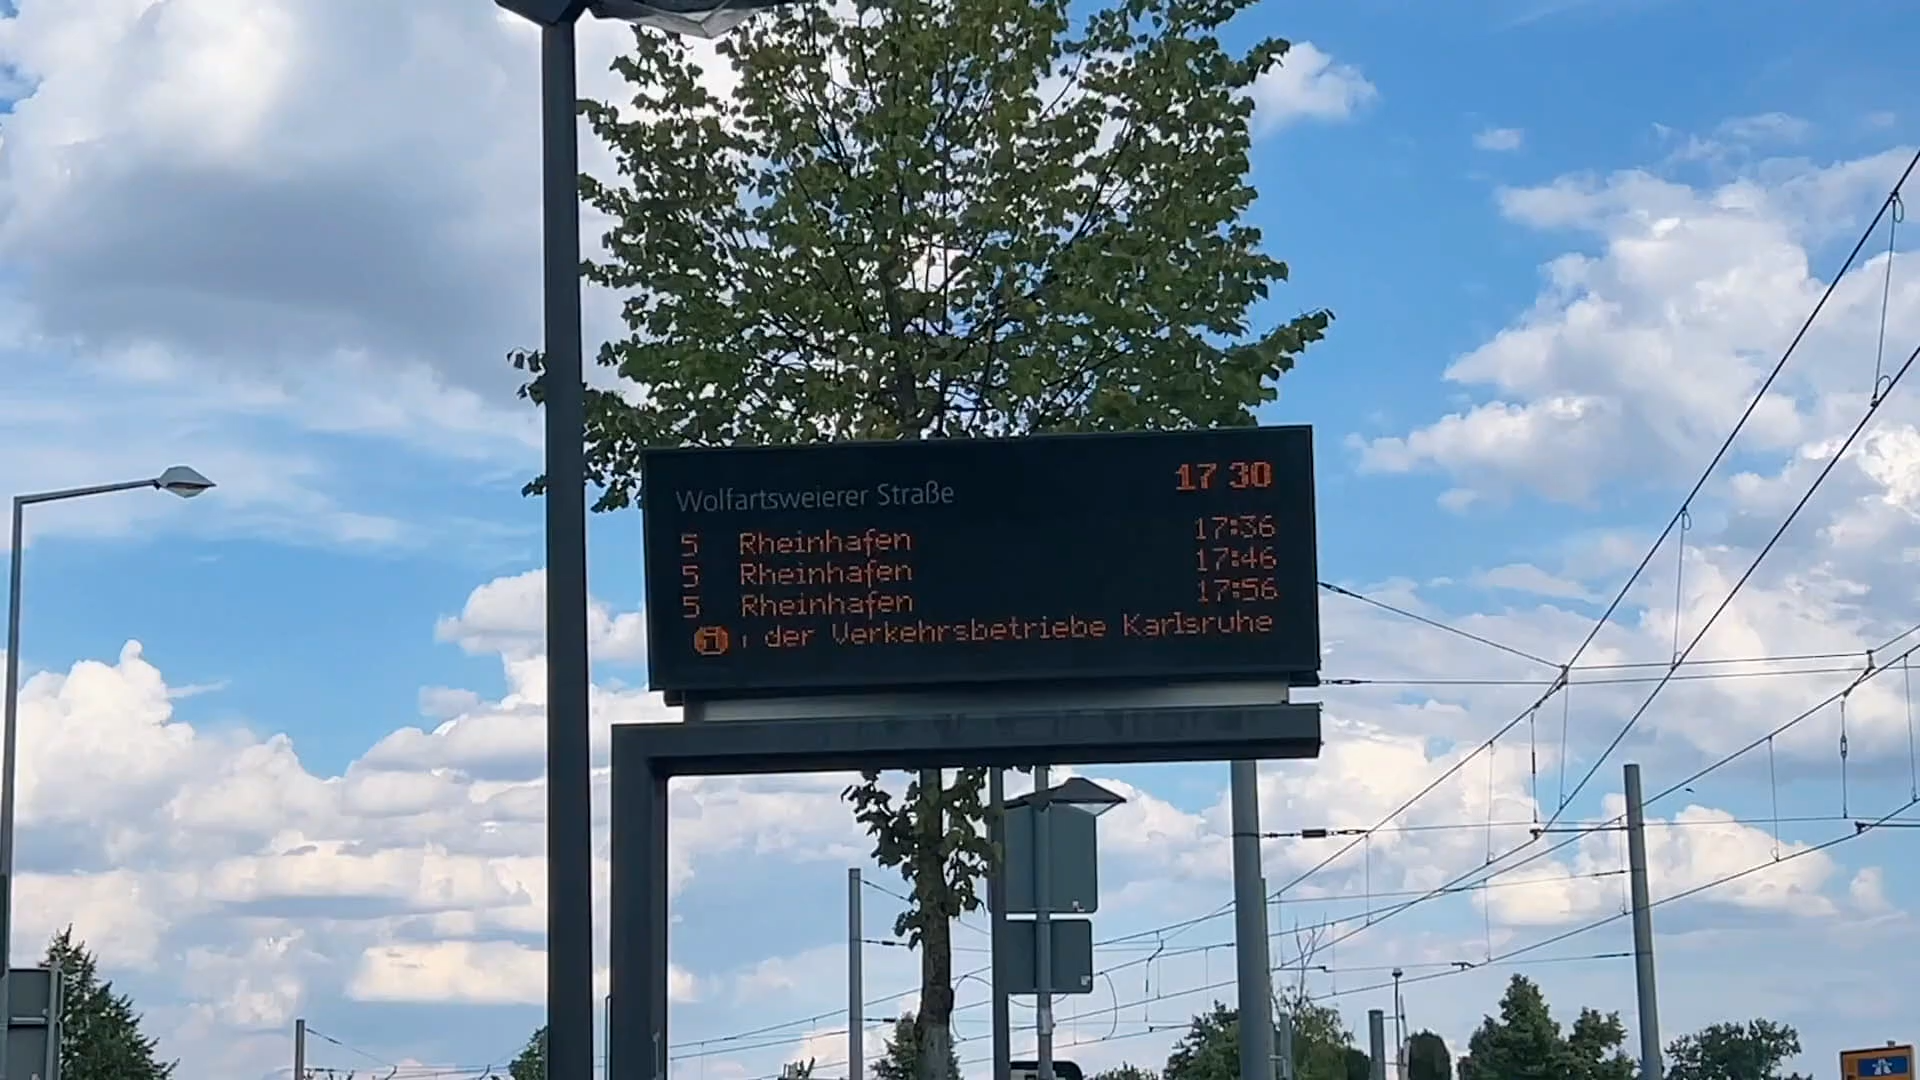 Wolfartsweierer Straße 17 30
5 Rheinhafen 17:36
5 Rheinhafen 17:46
5 Rheinhafen 17:56
i der Verkehrsbetriebe Karlsruhe